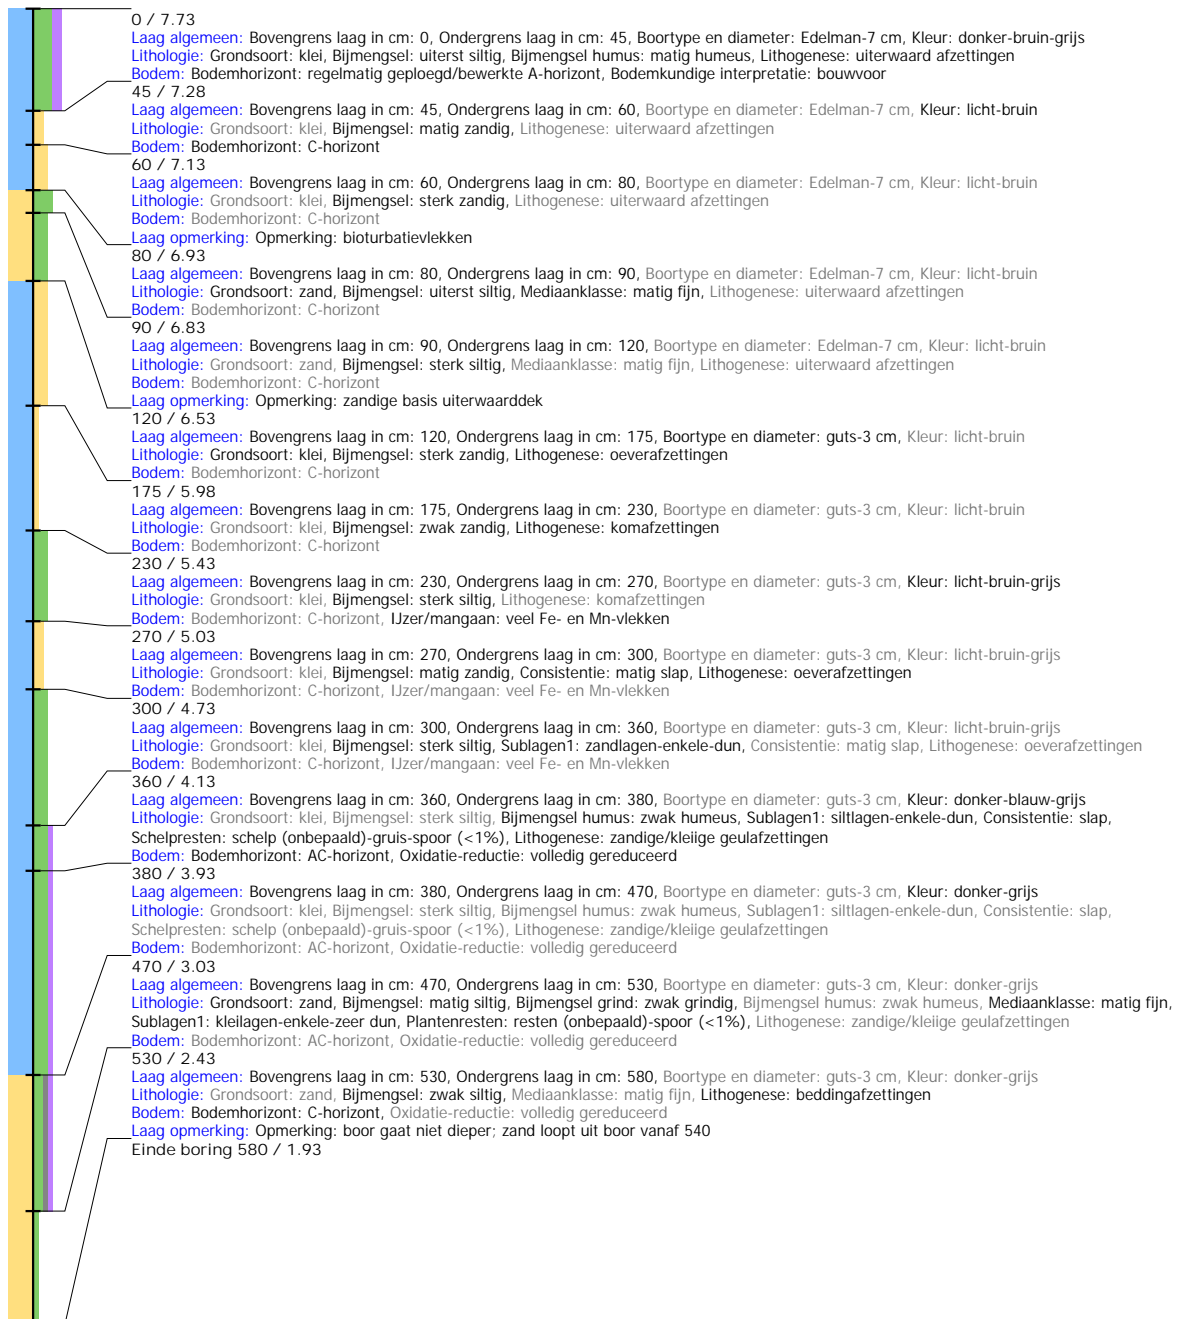 0 / 7.73
Laag algemeen: Bovengrens laag in cm: 0, Ondergrens laag in cm: 45, Boortype en diameter: Edelman-7 cm, Kleur: donker-bruin-grijs
Lithologie: Grondsoort: klei, Bijmengsel: uiterst siltig, Bijmengsel humus: matig humeus, Lithogenese: uiterwaard afzettingen
Bodem: Bodemhorizont: regelmatig geploegd/bewerkte A-horizont, Bodemkundige interpretatie: bouwvoor
45 / 7.28
Laag algemeen: Bovengrens laag in cm: 45, Ondergrens laag in cm: 60, Boortype en diameter: Edelman-7 cm, Kleur: licht-bruin
Lithologie: Grondsoort: klei, Bijmengsel: matig zandig, Lithogenese: uiterwaard afzettingen
Bodem: Bodemhorizont: C-horizont
60 / 7.13
Laag algemeen: Bovengrens laag in cm: 60, Ondergrens laag in cm: 80, Boortype en diameter: Edelman-7 cm, Kleur: licht-bruin
Lithologie: Grondsoort: klei, Bijmengsel: sterk zandig, Lithogenese: uiterwaard afzettingen
Bodem: Bodemhorizont: C-horizont
Laag opmerking: Opmerking: bioturbatievlekken
80 / 6.93
Laag algemeen: Bovengrens laag in cm: 80, Ondergrens laag in cm: 90, Boortype en diameter: Edelman-7 cm, Kleur: licht-bruin
Lithologie: Grondsoort: zand, Bijmengsel: uiterst siltig, Mediaanklasse: matig fijn, Lithogenese: uiterwaard afzettingen
Bodem: Bodemhorizont: C-horizont
90 / 6.83
Laag algemeen: Bovengrens laag in cm: 90, Ondergrens laag in cm: 120, Boortype en diameter: Edelman-7 cm, Kleur: licht-bruin
Lithologie: Grondsoort: zand, Bijmengsel: sterk siltig, Mediaanklasse: matig fijn, Lithogenese: uiterwaard afzettingen
Bodem: Bodemhorizont: C-horizont
Laag opmerking: Opmerking: zandige basis uiterwaarddek
120 / 6.53
Laag algemeen: Bovengrens laag in cm: 120, Ondergrens laag in cm: 175, Boortype en diameter: guts-3 cm, Kleur: licht-bruin
Lithologie: Grondsoort: klei, Bijmengsel: sterk zandig, Lithogenese: oeverafzettingen
Bodem: Bodemhorizont: C-horizont
175 / 5.98
Laag algemeen: Bovengrens laag in cm: 175, Ondergrens laag in cm: 230, Boortype en diameter: guts-3 cm, Kleur: licht-bruin
Lithologie: Grondsoort: klei, Bijmengsel: zwak zandig, Lithogenese: komafzettingen
Bodem: Bodemhorizont: C-horizont
230 / 5.43
Laag algemeen: Bovengrens laag in cm: 230, Ondergrens laag in cm: 270, Boortype en diameter: guts-3 cm, Kleur: licht-bruin-grijs
Lithologie: Grondsoort: klei, Bijmengsel: sterk siltig, Lithogenese: komafzettingen
Bodem: Bodemhorizont: C-horizont, IJzer/mangaan: veel Fe- en Mn-vlekken
270 / 5.03
Laag algemeen: Bovengrens laag in cm: 270, Ondergrens laag in cm: 300, Boortype en diameter: guts-3 cm, Kleur: licht-bruin-grijs
Lithologie: Grondsoort: klei, Bijmengsel: matig zandig, Consistentie: matig slap, Lithogenese: oeverafzettingen
Bodem: Bodemhorizont: C-horizont, IJzer/mangaan: veel Fe- en Mn-vlekken
300 / 4.73
Laag algemeen: Bovengrens laag in cm: 300, Ondergrens laag in cm: 360, Boortype en diameter: guts-3 cm, Kleur: licht-bruin-grijs
Lithologie: Grondsoort: klei, Bijmengsel: sterk siltig, Sublagen1: zandlagen-enkele-dun, Consistentie: matig slap, Lithogenese: oeverafzettingen
Bodem: Bodemhorizont: C-horizont, IJzer/mangaan: veel Fe- en Mn-vlekken
360 / 4.13
Laag algemeen: Bovengrens laag in cm: 360, Ondergrens laag in cm: 380, Boortype en diameter: guts-3 cm, Kleur: donker-blauw-grijs
Lithologie: Grondsoort: klei, Bijmengsel: sterk siltig, Bijmengsel humus: zwak humeus, Sublagen1: siltlagen-enkele-dun, Consistentie: slap,
Schelpresten: schelp (onbepaald)-gruis-spoor (<1%), Lithogenese: zandige/kleiige geulafzettingen
Bodem: Bodemhorizont: AC-horizont, Oxidatie-reductie: volledig gereduceerd
380 / 3.93
Laag algemeen: Bovengrens laag in cm: 380, Ondergrens laag in cm: 470, Boortype en diameter: guts-3 cm, Kleur: donker-grijs
Lithologie: Grondsoort: klei, Bijmengsel: sterk siltig, Bijmengsel humus: zwak humeus, Sublagen1: siltlagen-enkele-dun, Consistentie: slap,
Schelpresten: schelp (onbepaald)-gruis-spoor (<1%), Lithogenese: zandige/kleiige geulafzettingen
Bodem: Bodemhorizont: AC-horizont, Oxidatie-reductie: volledig gereduceerd
470 / 3.03
Laag algemeen: Bovengrens laag in cm: 470, Ondergrens laag in cm: 530, Boortype en diameter: guts-3 cm, Kleur: donker-grijs
Lithologie: Grondsoort: zand, Bijmengsel: matig siltig, Bijmengsel grind: zwak grindig, Bijmengsel humus: zwak humeus, Mediaanklasse: matig fijn,
Sublagen1: kleilagen-enkele-zeer dun, Plantenresten: resten (onbepaald)-spoor (<1%), Lithogenese: zandige/kleiige geulafzettingen
Bodem: Bodemhorizont: AC-horizont, Oxidatie-reductie: volledig gereduceerd
530 / 2.43
Laag algemeen: Bovengrens laag in cm: 530, Ondergrens laag in cm: 580, Boortype en diameter: guts-3 cm, Kleur: donker-grijs
Lithologie: Grondsoort: zand, Bijmengsel: zwak siltig, Mediaanklasse: matig fijn, Lithogenese: beddingafzettingen
Bodem: Bodemhorizont: C-horizont, Oxidatie-reductie: volledig gereduceerd
Laag opmerking: Opmerking: boor gaat niet dieper; zand loopt uit boor vanaf 540
Einde boring 580 / 1.93